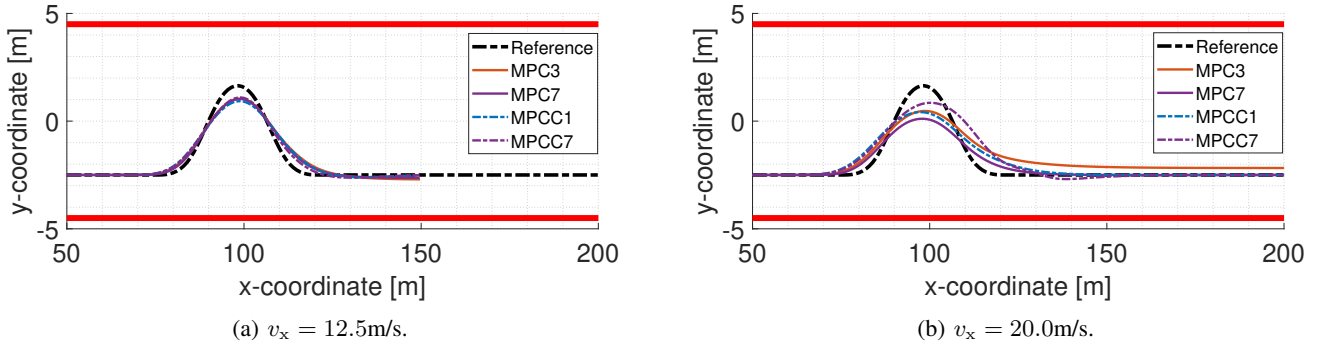 5
0
-5
y-coordinate [m]
50
100
150
200
x-coordinate [m]
Reference
MPC3
MPC7
MPCC1
MPCC7
(a) vx = 12.5m/s.
5
0
-5
y-coordinate [m]
50
100
150
200
x-coordinate [m]
Reference
MPC3
MPC7
MPCC1
MPCC7
(b) vx = 20.0m/s.